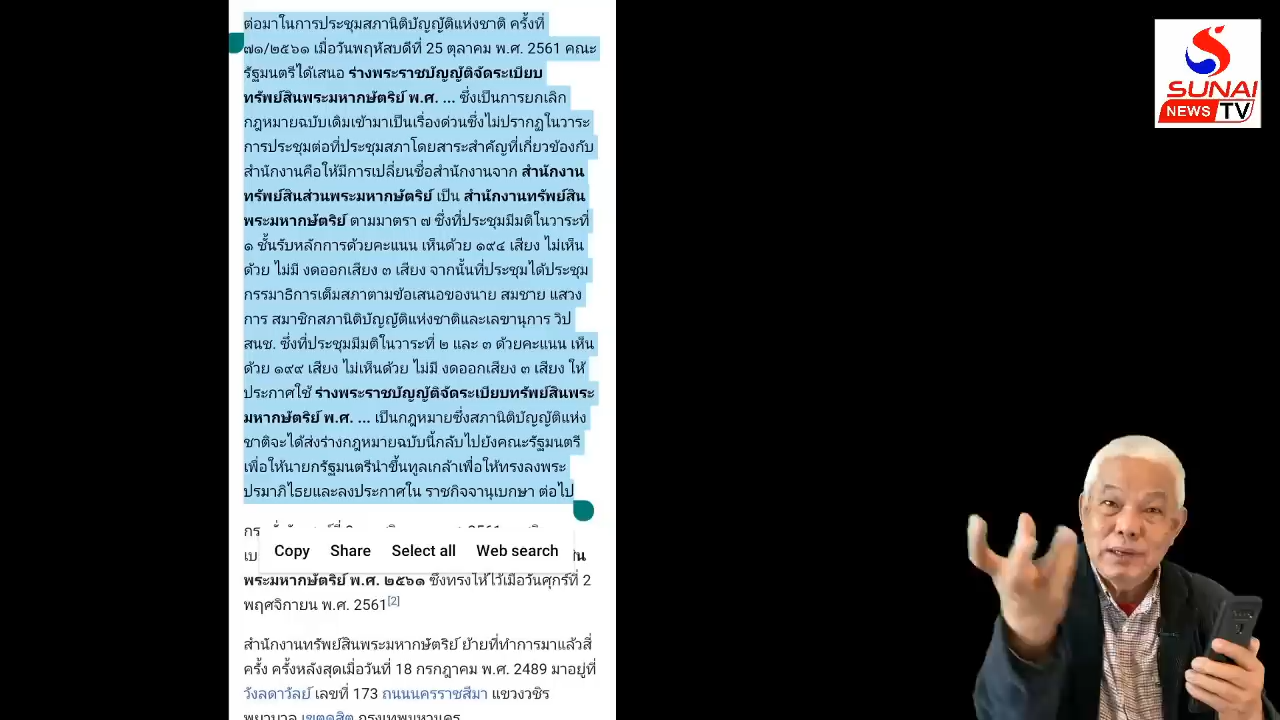 ต่อมาในการประชุมสภานิติบัญญัติแห่งชาติ ครั้งที่
๗๑/๒๕๖๑ เมื่อวันพฤหัสบดีที่ 25 ตุลาคม พ.ศ. 2561 คณะ
รัฐมนตรีได้เสนอ ร่างพระราชบัญญัติจัดระเบียบ
ทรัพย์สินพระมหากษัตริย์ พ.ศ. ... ซึ่งเป็นการยกเลิก
กฎหมายฉบับเดิมเข้ามาเป็นเรื่องด่วนซึ่งไม่ปรากฏในวาระ
การประชุมต่อที่ประชุมสภาโดยสาระสำคัญที่เกี่ยวข้องกับ
สำนักงานคือให้มีการเปลี่ยนชื่อสำนักงานจาก สำนักงาน
ทรัพย์สินส่วนพระมหากษัตริย์ เป็น สำนักงานทรัพย์สิน
พระมหากษัตริย์ ตามมาตรา ๗ ซึ่งที่ประชุมมีมติในวาระที่
๑ ชั้นรับหลักการด้วยคะแนน เห็นด้วย ๑๙๔ เสียง ไม่เห็น
ด้วย ไม่มี งดออกเสียง ๓ เสียง จากนั้นที่ประชุมได้ประชุม
กรรมาธิการเต็มสภาตามข้อเสนอของนาย สมชาย แสวง
การ สมาชิกสภานิติบัญญัติแห่งชาติและเลขานุการ วิป
สนช. ซึ่งที่ประชุมมีมติในวาระที่ ๒ และ ๓ ด้วยคะแนน เห็น
ด้วย ๑๙๙ เสียง ไม่เห็นด้วย ไม่มี งดออกเสียง ๓ เสียง ให้
ประกาศใช้ ร่างพระราชบัญญัติจัดระเบียบทรัพย์สินพระ
มหากษัตริย์ พ.ศ. ... เป็นกฎหมายซึ่งสภานิติบัญญัติแห่ง
ชาติจะได้ส่งร่างกฎหมายฉบับนี้กลับไปยังคณะรัฐมนตรี
เพื่อให้นายกรัฐมนตรีนำขึ้นทูลเกล้าเพื่อให้ทรงลงพระ
ปรมาภิไธยและลงประกาศใน ราชกิจจานุเบกษา ต่อไป
Copy Share Select all Web search
พระมหากษัตริย์ พ.ศ. ๒๕๖๑ ซึ่งทรงให้ไว้เมื่อวันศุกร์ที่ 2
พฤศจิกายน พ.ศ. 2561[2]
สำนักงานทรัพย์สินพระมหากษัตริย์ ย้ายที่ทำการมาแล้วสี่
ครั้ง ครั้งหลังสุดเมื่อวันที่ 18 กรกฎาคม พ.ศ. 2489 มาอยู่ที่
วังลดาวัลย์ เลขที่ 173 ถนนนครราชสีมา แขวงวชิร
พยาบาล เขตดุสิต กรุงเทพมหานคร
SUNAI
NEWS TV